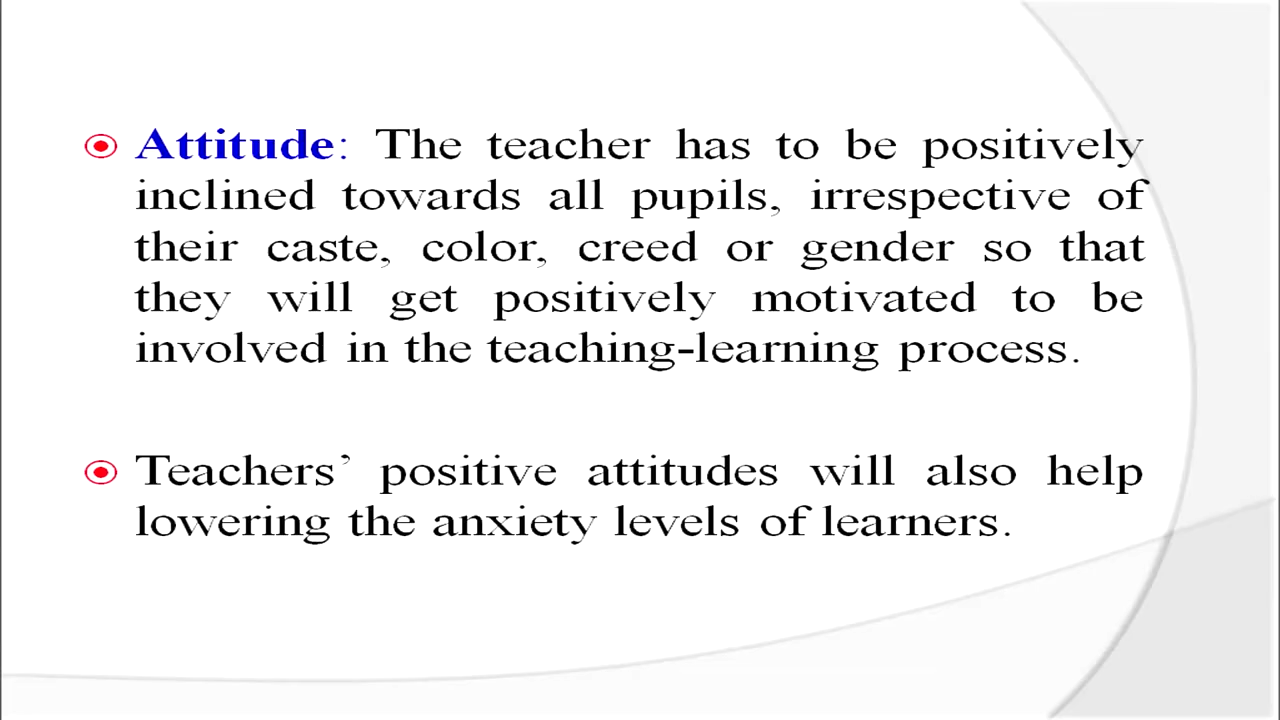 Attitude: The teacher has to be positively
inclined towards all pupils, irrespective of
their caste, color, creed or gender so that
they will get positively motivated to be
involved in the teaching-learning process.
Teachers’ positive attitudes will also help
lowering the anxiety levels of learners.